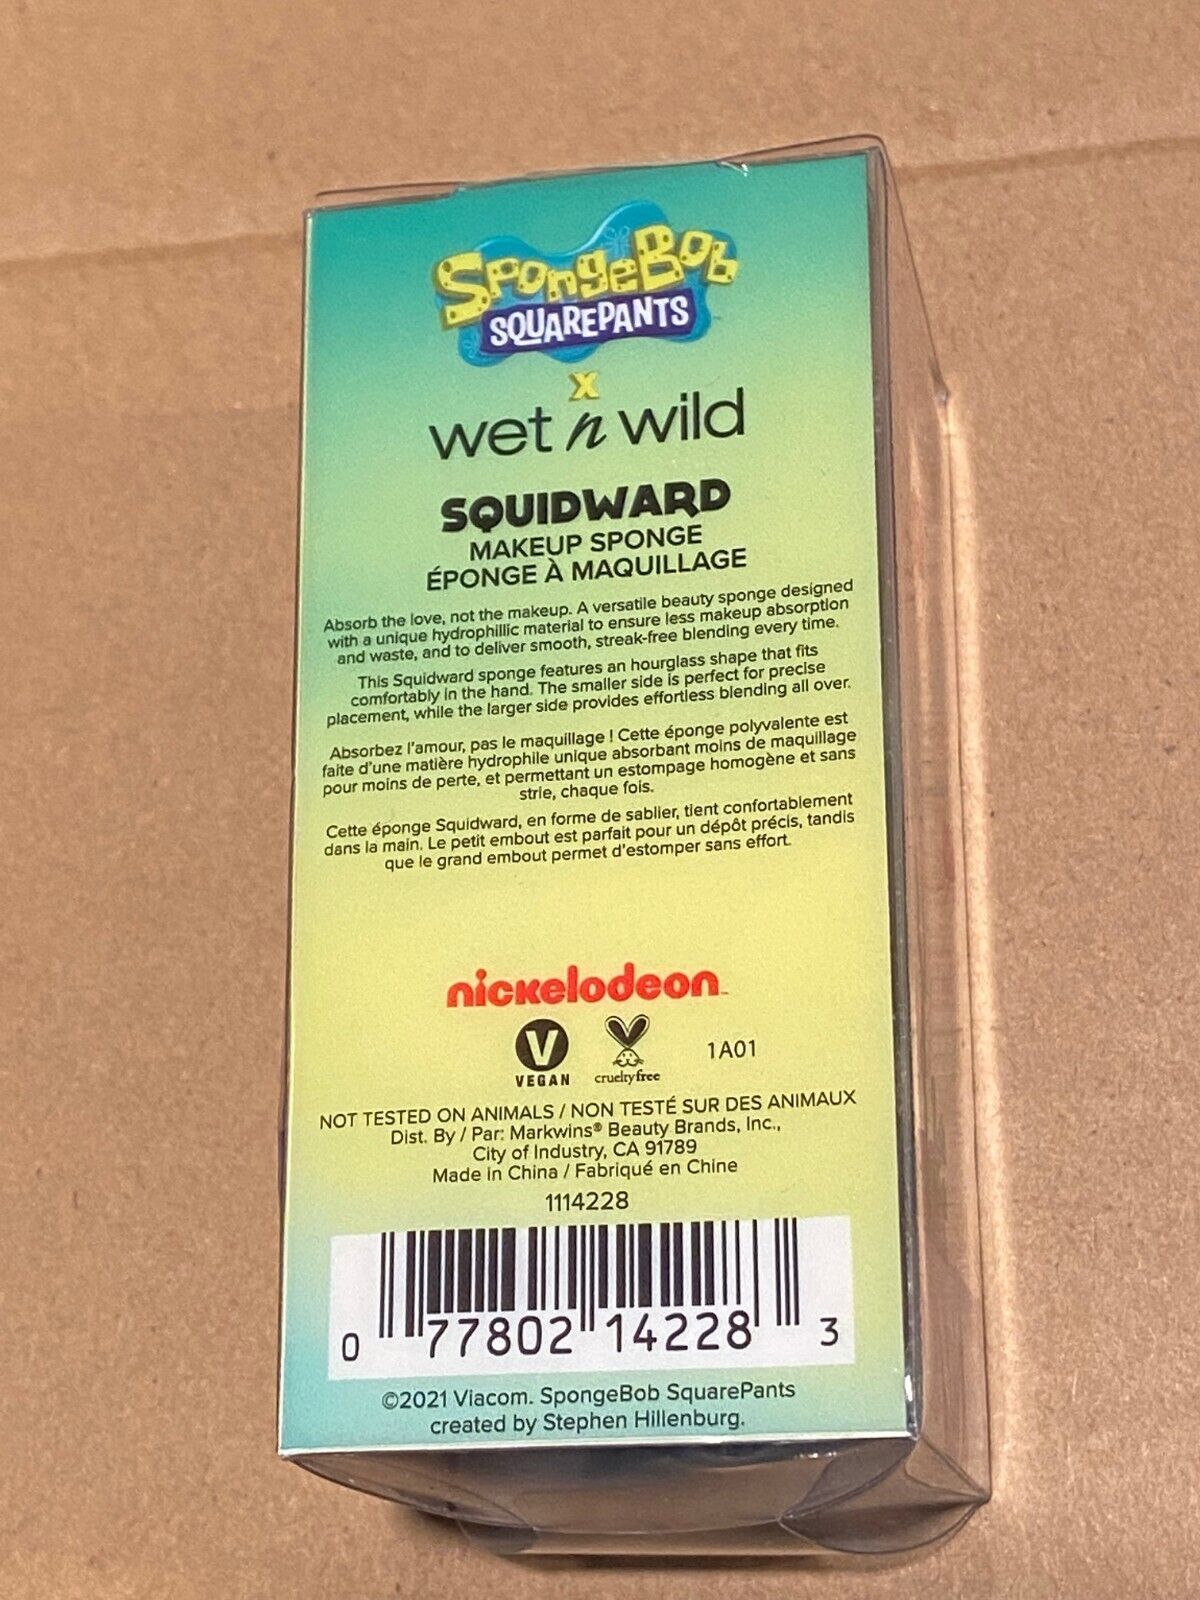 SPONGEBOB
SQUAREPANTS
X
wet n wild
SQUIDWARD
MAKEUP SPONGE
ÉPONGE À MAQUILLAGE
Absorb the love, not the makeup. A versatile beauty sponge designed
with a unique hydrophillic material to ensure less makeup absorption
and waste, and to deliver smooth, streak-free blending every time.
This Squidward sponge features an hourglass shape that fits
comfortably in the hand. The smaller side is perfect for precise
placement, while the larger side provides effortless blending all over.
Absorbez l'amour, pas le maquillage ! Cette éponge polyvalente est
faite d'une matière hydrophile unique absorbant moins de maquillage
pour moins de perte, et permettant un estompage homogène et sans
strie, chaque fois.
Cette éponge Squidward, en forme de sablier, tient confortablement
dans la main. Le petit embout est parfait pour un dépôt précis, tandis
que le grand embout permet d'estomper sans effort.
nickelodeon
V
VEGAN
crueltyfree
1A01
NOT TESTED ON ANIMALS / NON TESTÉ SUR DES ANIMAUX
Dist. By / Par: Markwins® Beauty Brands, Inc.,
City of Industry, CA 91789
Made in China / Fabriqué en Chine
1114228
0 77802 14228 3
©2021 Viacom. SpongeBob SquarePants
created by Stephen Hillenburg.